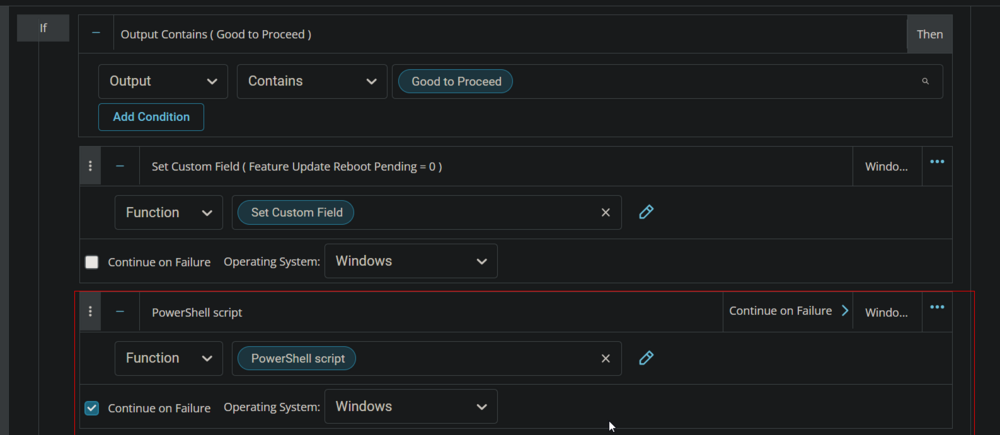 If
Output Contains ( Good to Proceed )
Then
Output
Contains
Good to Proceed
Add Condition
Set Custom Field ( Feature Update Reboot Pending = 0 )
Windo...
Function
Set Custom Field
Continue on Failure
Operating System:
Windows
PowerShell script
Continue on Failure
Windo...
Function
PowerShell script
Continue on Failure
Operating System:
Windows